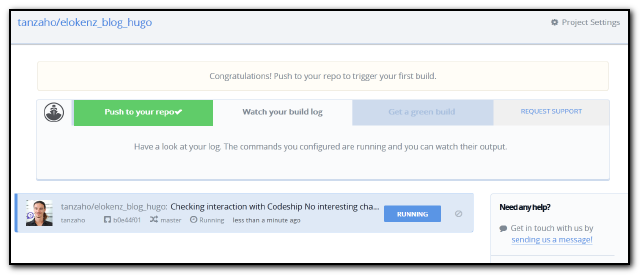 tanzaho/elokenz_blog_hugo
Project Settings
Congratulations! Push to your repo to trigger your first build.
Push to your repo✔
Watch your build log
Get a green build
REQUEST SUPPORT
Have a look at your log. The commands you configured are running and you can watch their output.
tanzaho/elokenz_blog_hugo: Checking interaction with Codeship No interesting cha...
tanzaho b0e44f01 master Running less than a minute ago
RUNNING
Need any help?
Get in touch with us by
sending us a message!